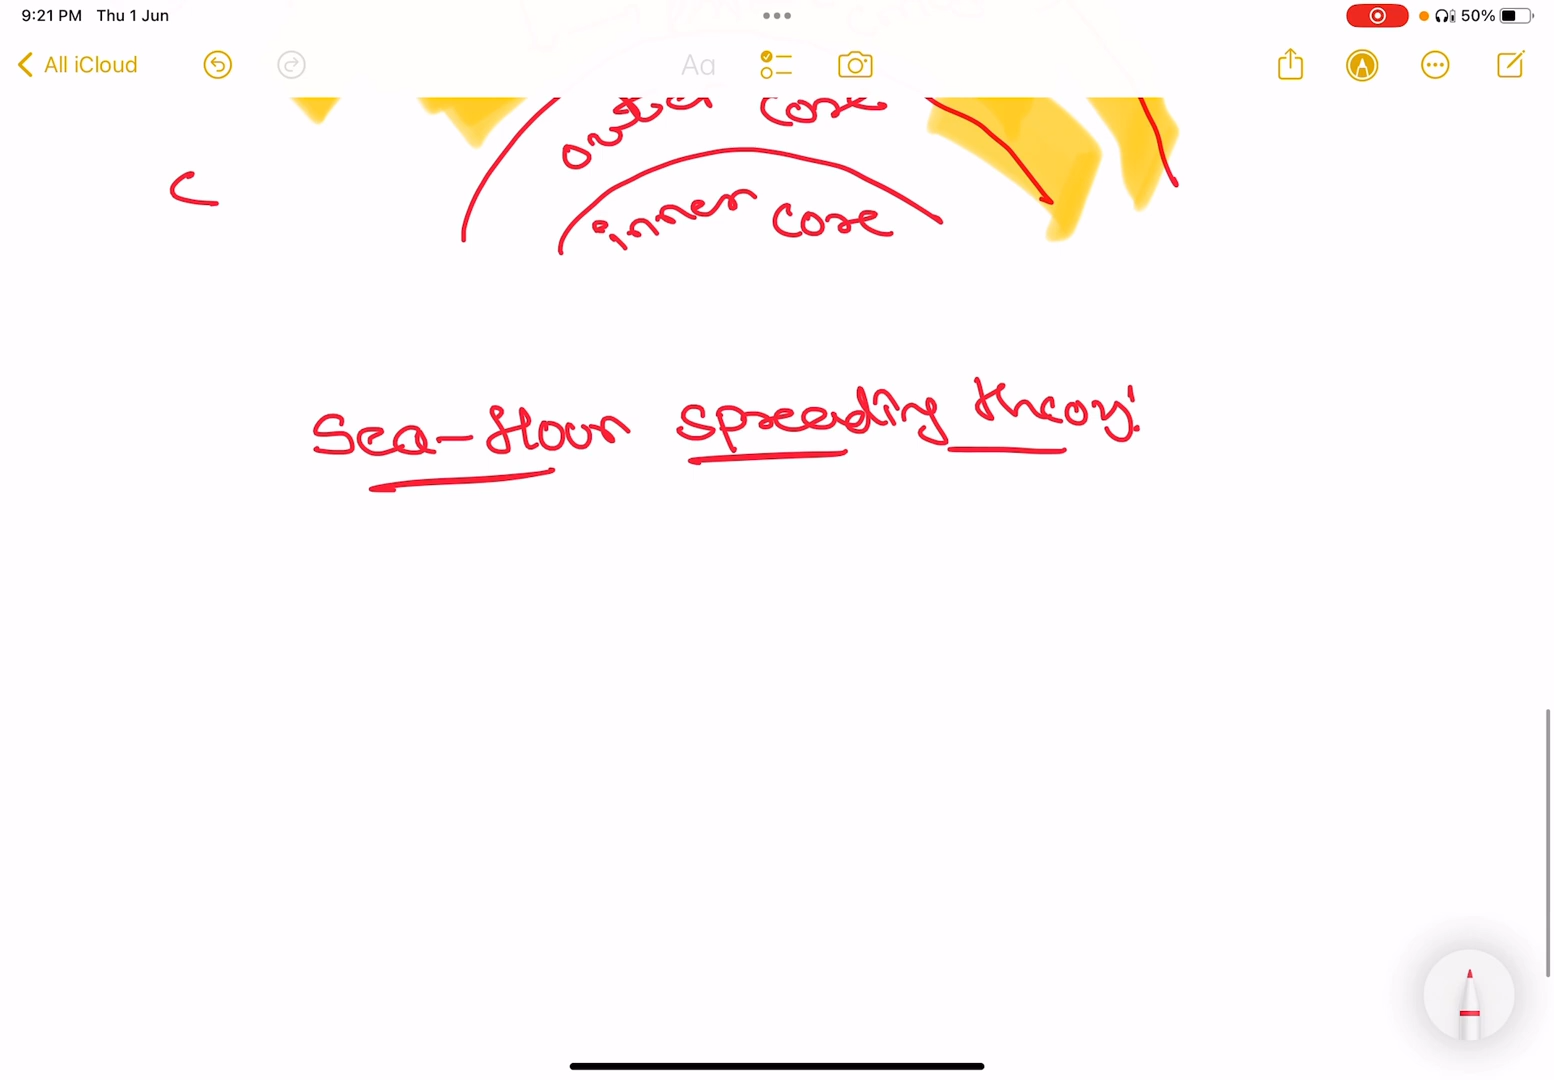 9:21 PM Thu 1 Jun
50%
All iCloud
Aa
outer core
inner core
Sea-floor spreading theory: